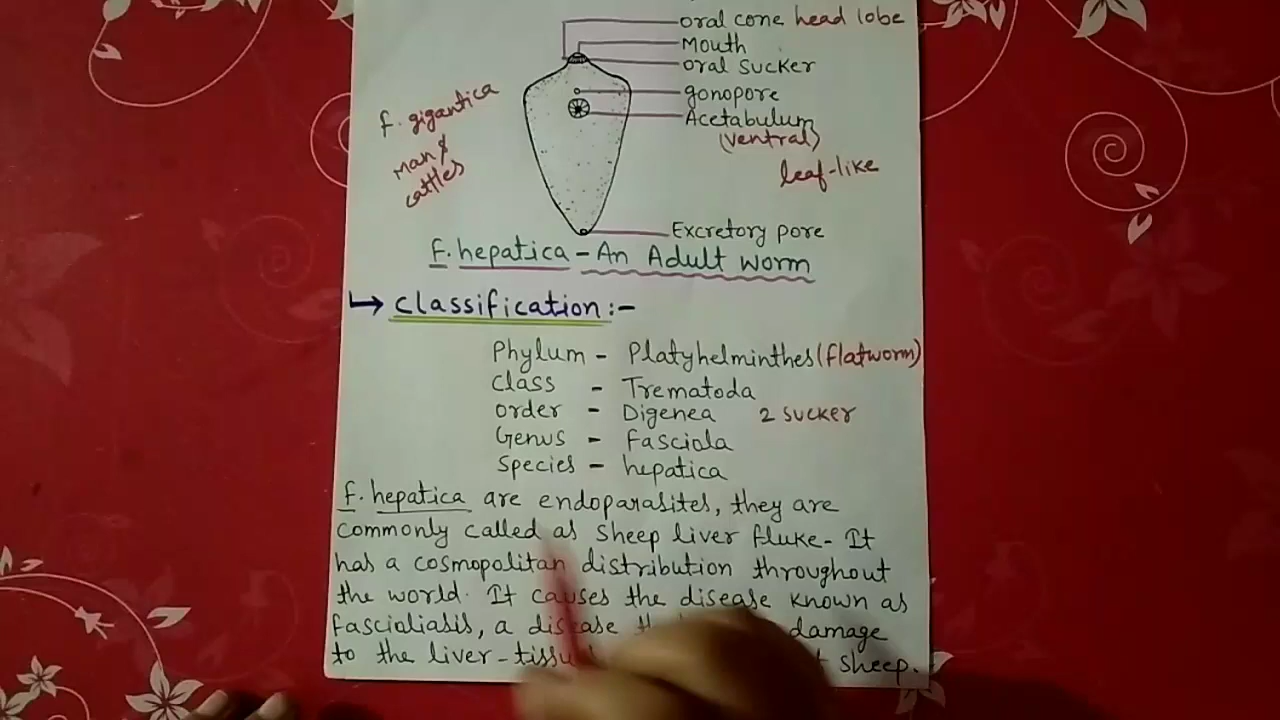 oral cone head lobe
Mouth
oral sucker
gonopore
Acetabulum
(ventral)
leaf-like
f. gigantica
man &
cattles
Excretory pore
F. hepatica - An Adult worm
↳ classification :-
Phylum - Platyhelminthes (flatworm)
class - Trematoda
order - Digenea 2 sucker
Genus - Fasciola
Species - hepatica
F. hepatica are endoparasites, they are
commonly called as sheep liver fluke - It
has a cosmopolitan distribution throughout
the world. It causes the disease known as
fascioliasis, a disease damage
to the liver - sheep.